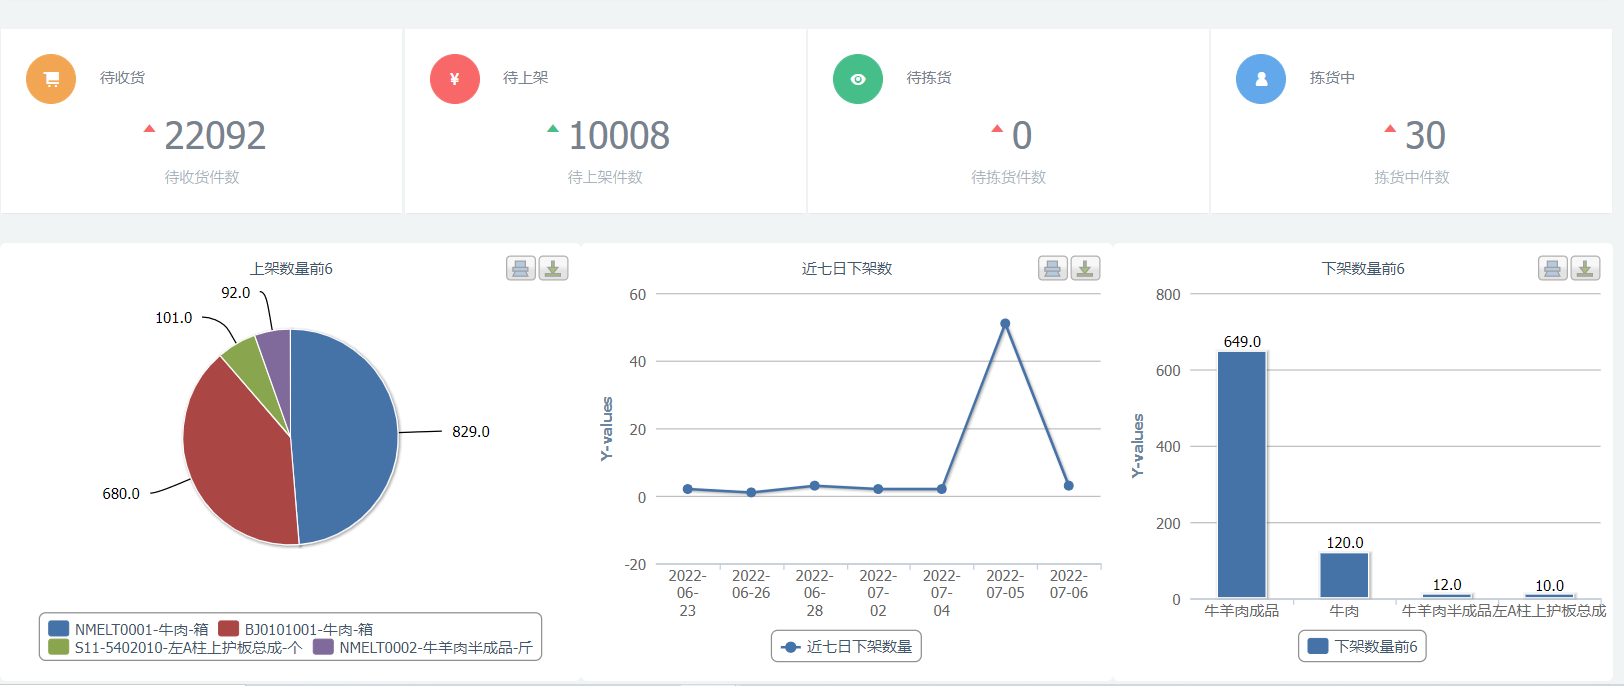 待收货
22092
待收货件数
¥
待上架
10008
待上架件数
待拣货
0
待拣货件数
拣货中
30
拣货中件数
上架数量前6
92.0
101.0
829.0
680.0
NMELT0001-牛肉-箱 BJ0101001-牛肉-箱
S11-5402010-左A柱上护板总成-个 NMELT0002-牛羊肉半成品-斤
近七日下架数
Y-values
60
40
20
0
-20
2022-06-23
2022-06-26
2022-06-28
2022-07-02
2022-07-04
2022-07-05
2022-07-06
近七日下架数量
下架数量前6
Y-values
800
600
400
200
0
649.0
120.0
12.0
10.0
牛羊肉成品
牛肉
牛羊肉半成品
左A柱上护板总成
下架数量前6